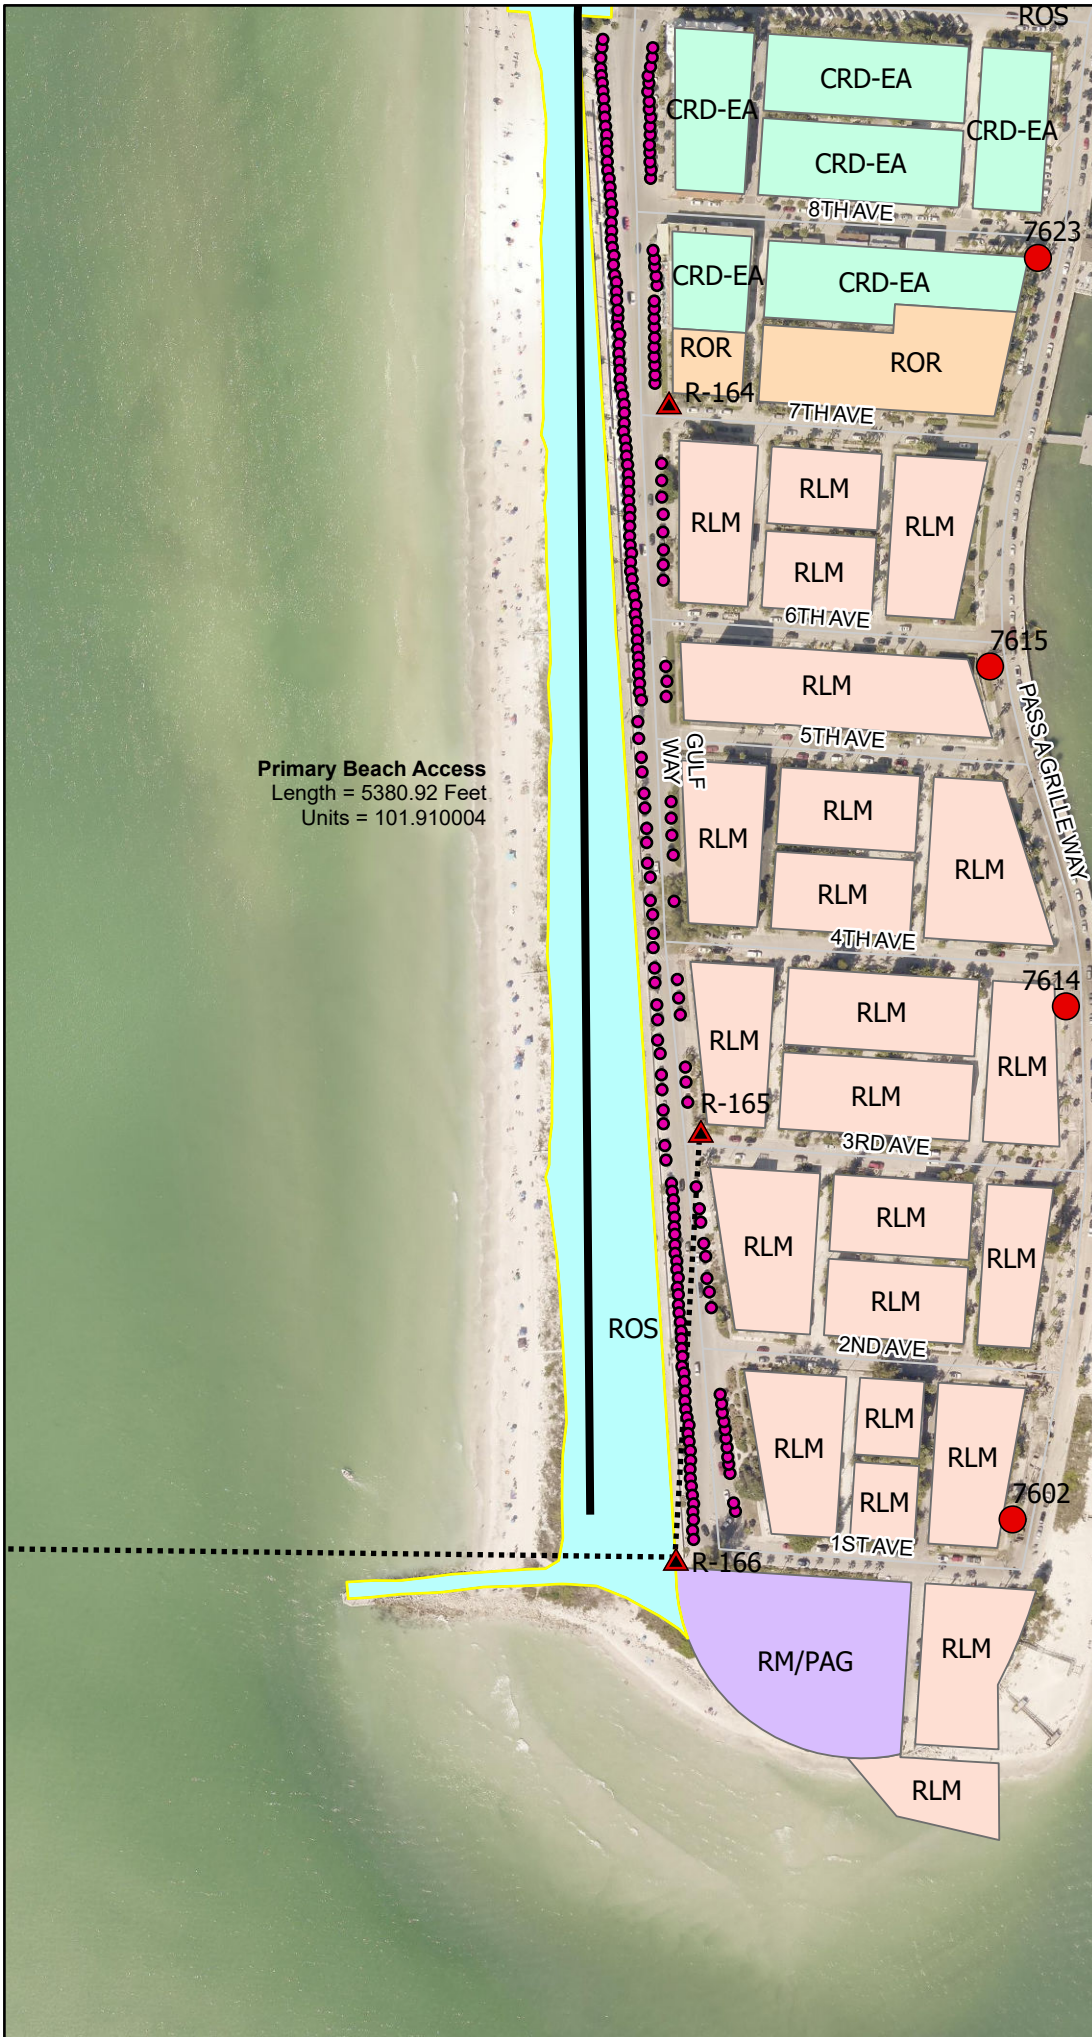 ROS
CRD-EA
CRD-EA
CRD-EA
CRD-EA
8TH AVE
7623
CRD-EA
CRD-EA
ROR
ROR
R-164
7TH AVE
RLM
RLM
RLM
RLM
6TH AVE
7615
RLM
PASS A GRILLE WAY
5TH AVE
GULF
WAY
Primary Beach Access
Length = 5380.92 Feet
Units = 101.910004
RLM
RLM
RLM
RLM
4TH AVE
7614
RLM
RLM
RLM
RLM
R-165
3RD AVE
RLM
RLM
RLM
RLM
ROS
2ND AVE
RLM
RLM
RLM
RLM
7602
1ST AVE
R-166
RM/PAG
RLM
RLM